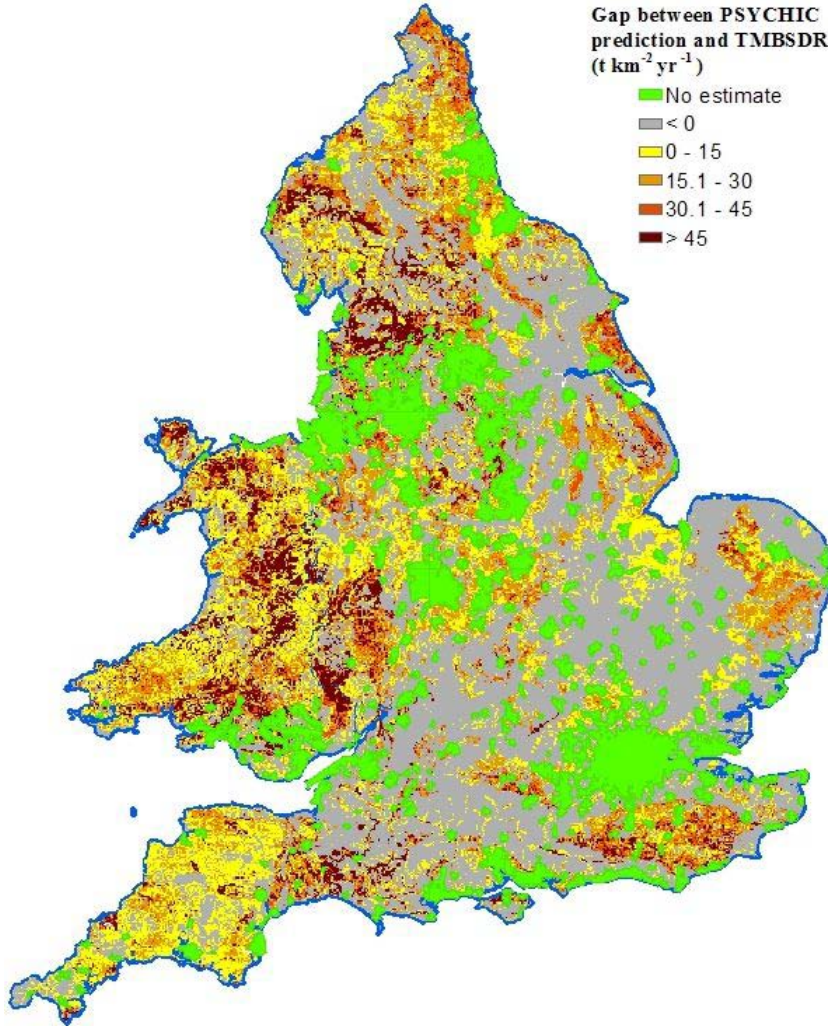 Gap between PSYCHIC
prediction and TMBSDR
(t km⁻² yr⁻¹ )
No estimate
< 0
0 - 15
15.1 - 30
30.1 - 45
> 45